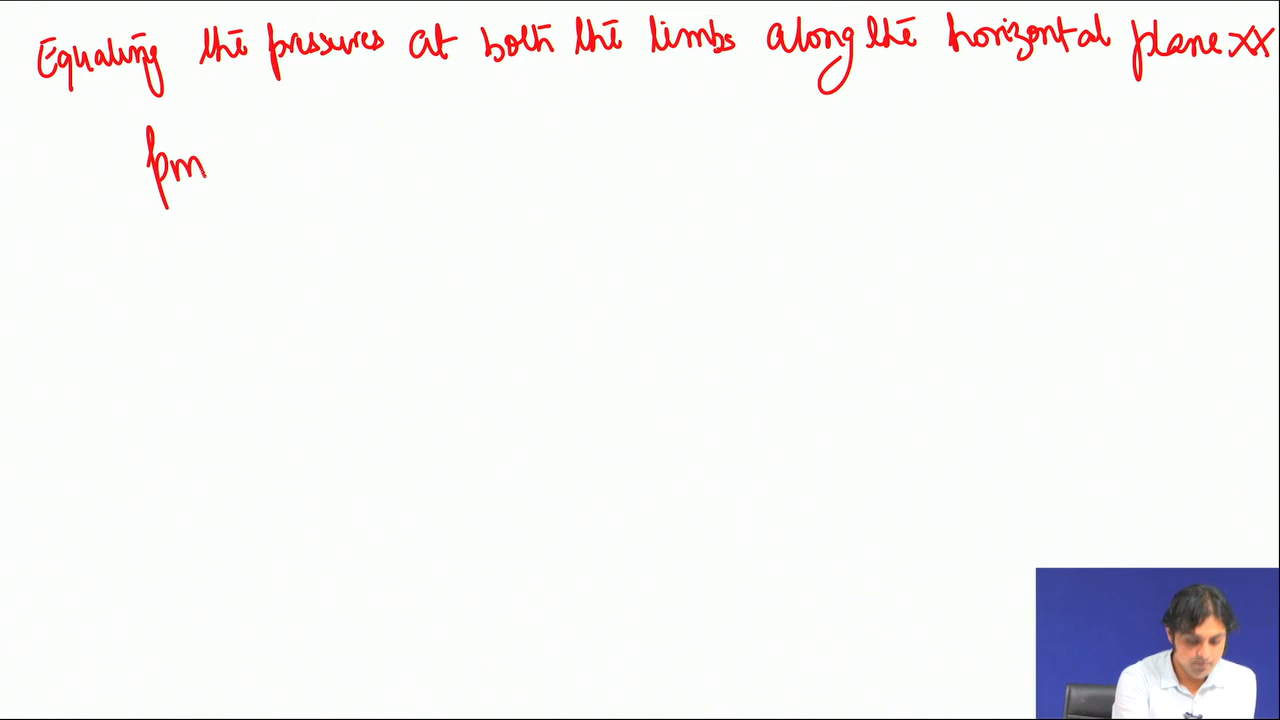 Equating the pressures at both the limbs along the horizontal plane XX
pm